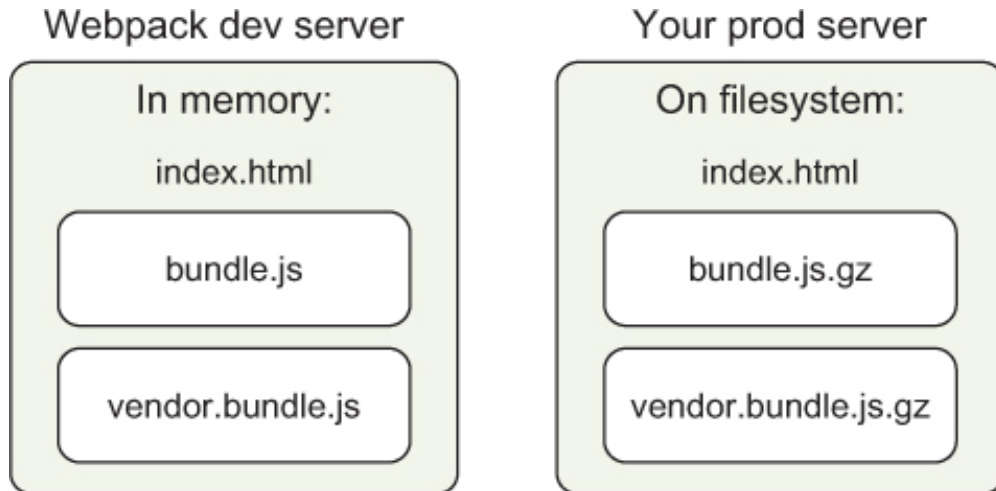 Webpack dev server
In memory:
index.html
bundle.js
vendor.bundle.js
Your prod server
On filesystem:
index.html
bundle.js.gz
vendor.bundle.js.gz